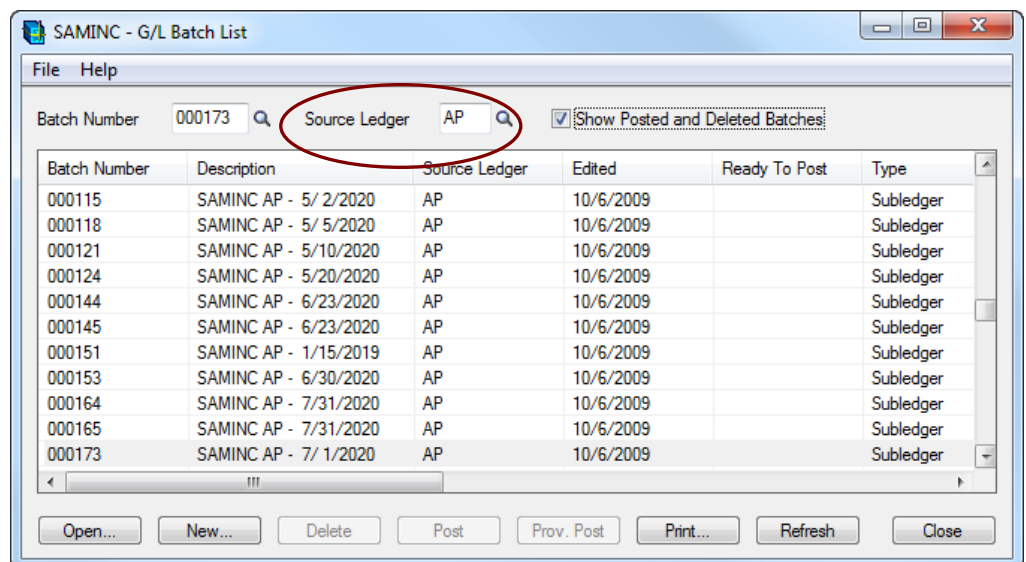 SAMINC - G/L Batch List
File Help
Batch Number 000173 Source Ledger AP Show Posted and Deleted Batches
Batch Number Description Source Ledger Edited Ready To Post Type
000115 SAMINC AP - 5/ 2/2020 AP 10/6/2009 Subledger
000118 SAMINC AP - 5/ 5/2020 AP 10/6/2009 Subledger
000121 SAMINC AP - 5/10/2020 AP 10/6/2009 Subledger
000124 SAMINC AP - 5/20/2020 AP 10/6/2009 Subledger
000144 SAMINC AP - 6/23/2020 AP 10/6/2009 Subledger
000145 SAMINC AP - 6/23/2020 AP 10/6/2009 Subledger
000151 SAMINC AP - 1/15/2019 AP 10/6/2009 Subledger
000153 SAMINC AP - 6/30/2020 AP 10/6/2009 Subledger
000164 SAMINC AP - 7/31/2020 AP 10/6/2009 Subledger
000165 SAMINC AP - 7/31/2020 AP 10/6/2009 Subledger
000173 SAMINC AP - 7/ 1/2020 AP 10/6/2009 Subledger
Open... New... Delete Post Prov. Post Print... Refresh Close